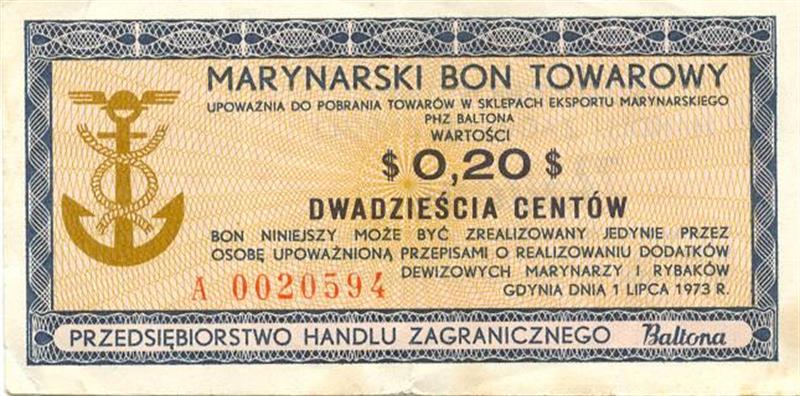 MARYNARSKI BON TOWAROWY
UPOWAŻNIA DO POBRANIA TOWARÓW W SKLEPACH EKSPORTU MARYNARSKIEGO
PHZ BALTONA
WARTOŚCI
$ 0,20 $
DWADZIEŚCIA CENTÓW
BON NINIEJSZY MOŻE BYĆ ZREALIZOWANY JEDYNIE PRZEZ
OSOBĘ UPOWAŻNIONĄ PRZEPISAMI O REALIZOWANIU DODATKÓW
DEWIZOWYCH MARYNARZY I RYBAKÓW
A 0020594
GDYNIA DNIA 1 LIPCA 1973 R.
PRZEDSIĘBIORSTWO HANDLU ZAGRANICZNEGO Baltona